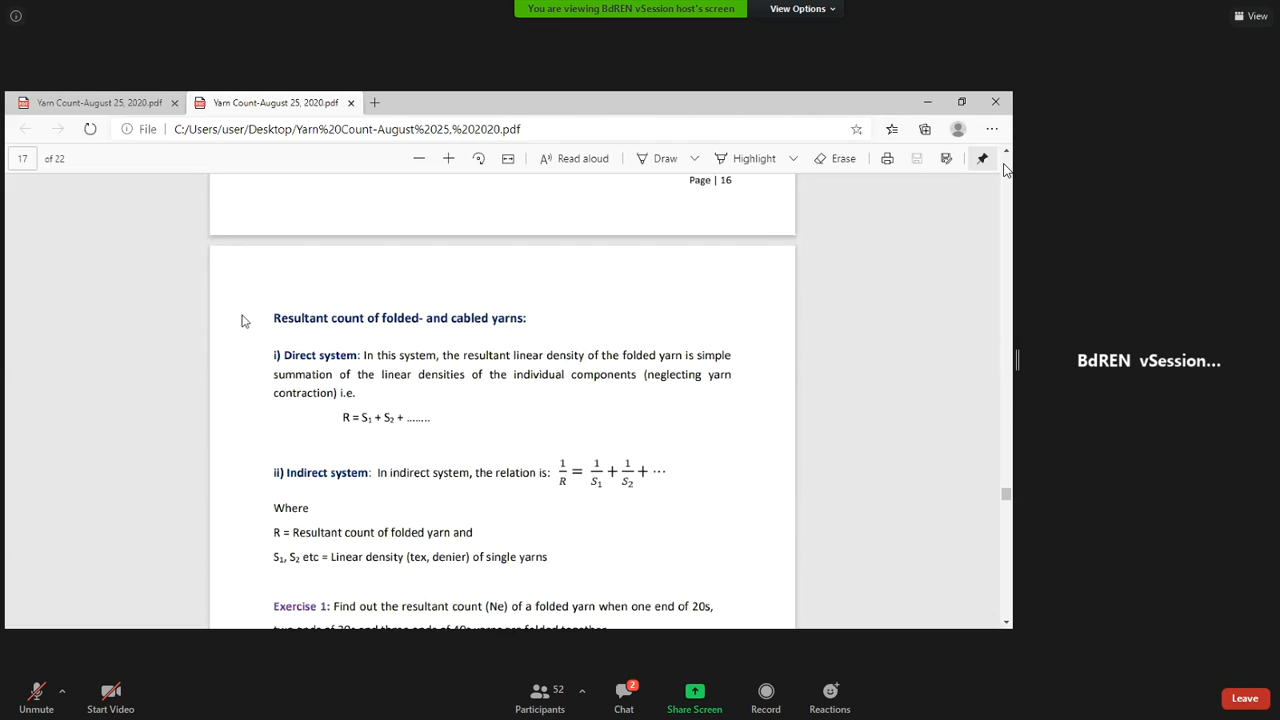 You are viewing BdREN vSession host's screen
View Options
View
Yarn Count-August 25, 2020.pdf
Yarn Count-August 25, 2020.pdf
File
C:/Users/user/Desktop/Yarn%20Count-August%2025,%202020.pdf
17 of 22
Read aloud
Draw
Highlight
Erase
Page | 16
Resultant count of folded- and cabled yarns:
i) Direct system: In this system, the resultant linear density of the folded yarn is simple
summation of the linear densities of the individual components (neglecting yarn
contraction) i.e.
R = S₁ + S₂ + ........
ii) Indirect system: In indirect system, the relation is: 1/R = 1/S₁ + 1/S₂ + ⋯
Where
R = Resultant count of folded yarn and
S₁, S₂ etc = Linear density (tex, denier) of single yarns
Exercise 1: Find out the resultant count (Ne) of a folded yarn when one end of 20s,
BdREN vSession...
Unmute
Start Video
52
Participants
2
Chat
Share Screen
Record
Reactions
Leave